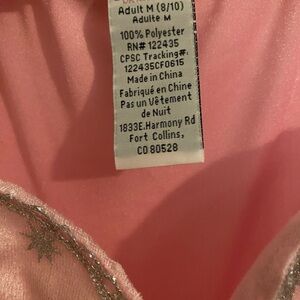 Adult M (8/10)
Adulte M
100% Polyester
RN# 122435
CPSC Tracking#:
122435CF0615
Made in China
Fabriqué en Chine
Pas un Vêtement
de Nuit
1833E.Harmony Rd
Fort Collins,
CO 80528